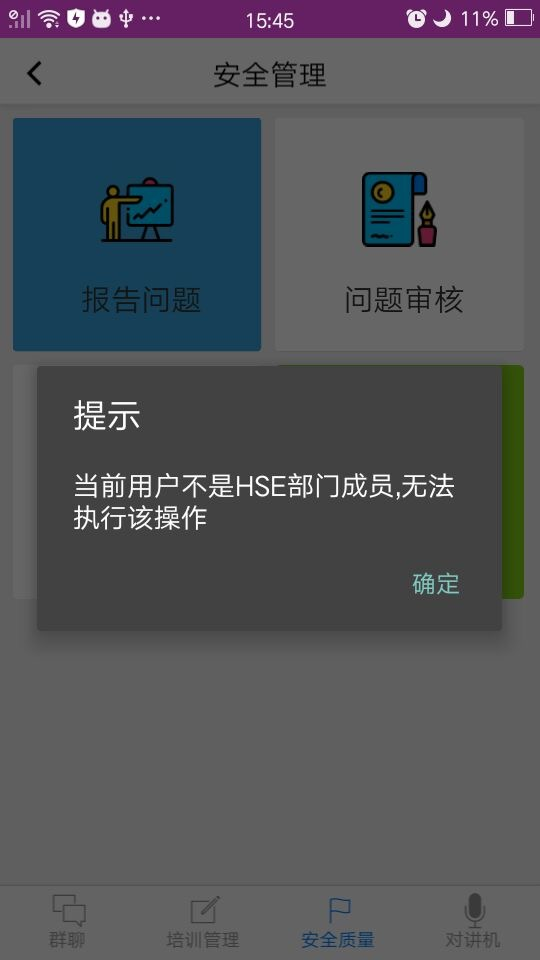 15:45
11%
安全管理
报告问题
问题审核
提示
当前用户不是HSE部门成员,无法
执行该操作
确定
群聊
培训管理
安全质量
对讲机